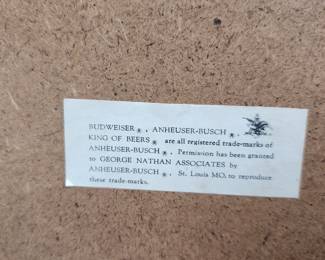 BUDWEISER ®, ANHEUSER-BUSCH ®,
KING OF BEERS ® are all registered trade-marks of
ANHEUSER-BUSCH ®. Permission has been granted
to GEORGE NATHAN ASSOCIATES by
ANHEUSER-BUSCH ®, St. Louis MO. to reproduce
these trade-marks.